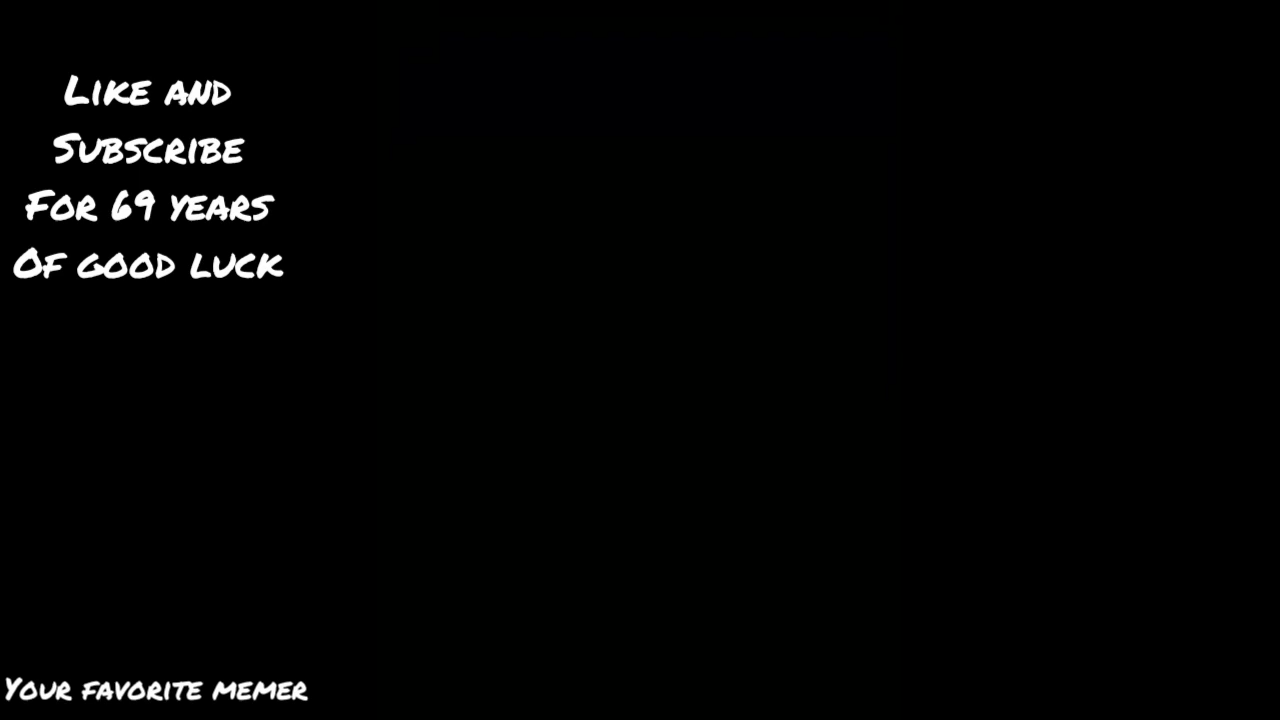 Like and
Subscribe
For 69 years
Of good luck
Your favorite memer